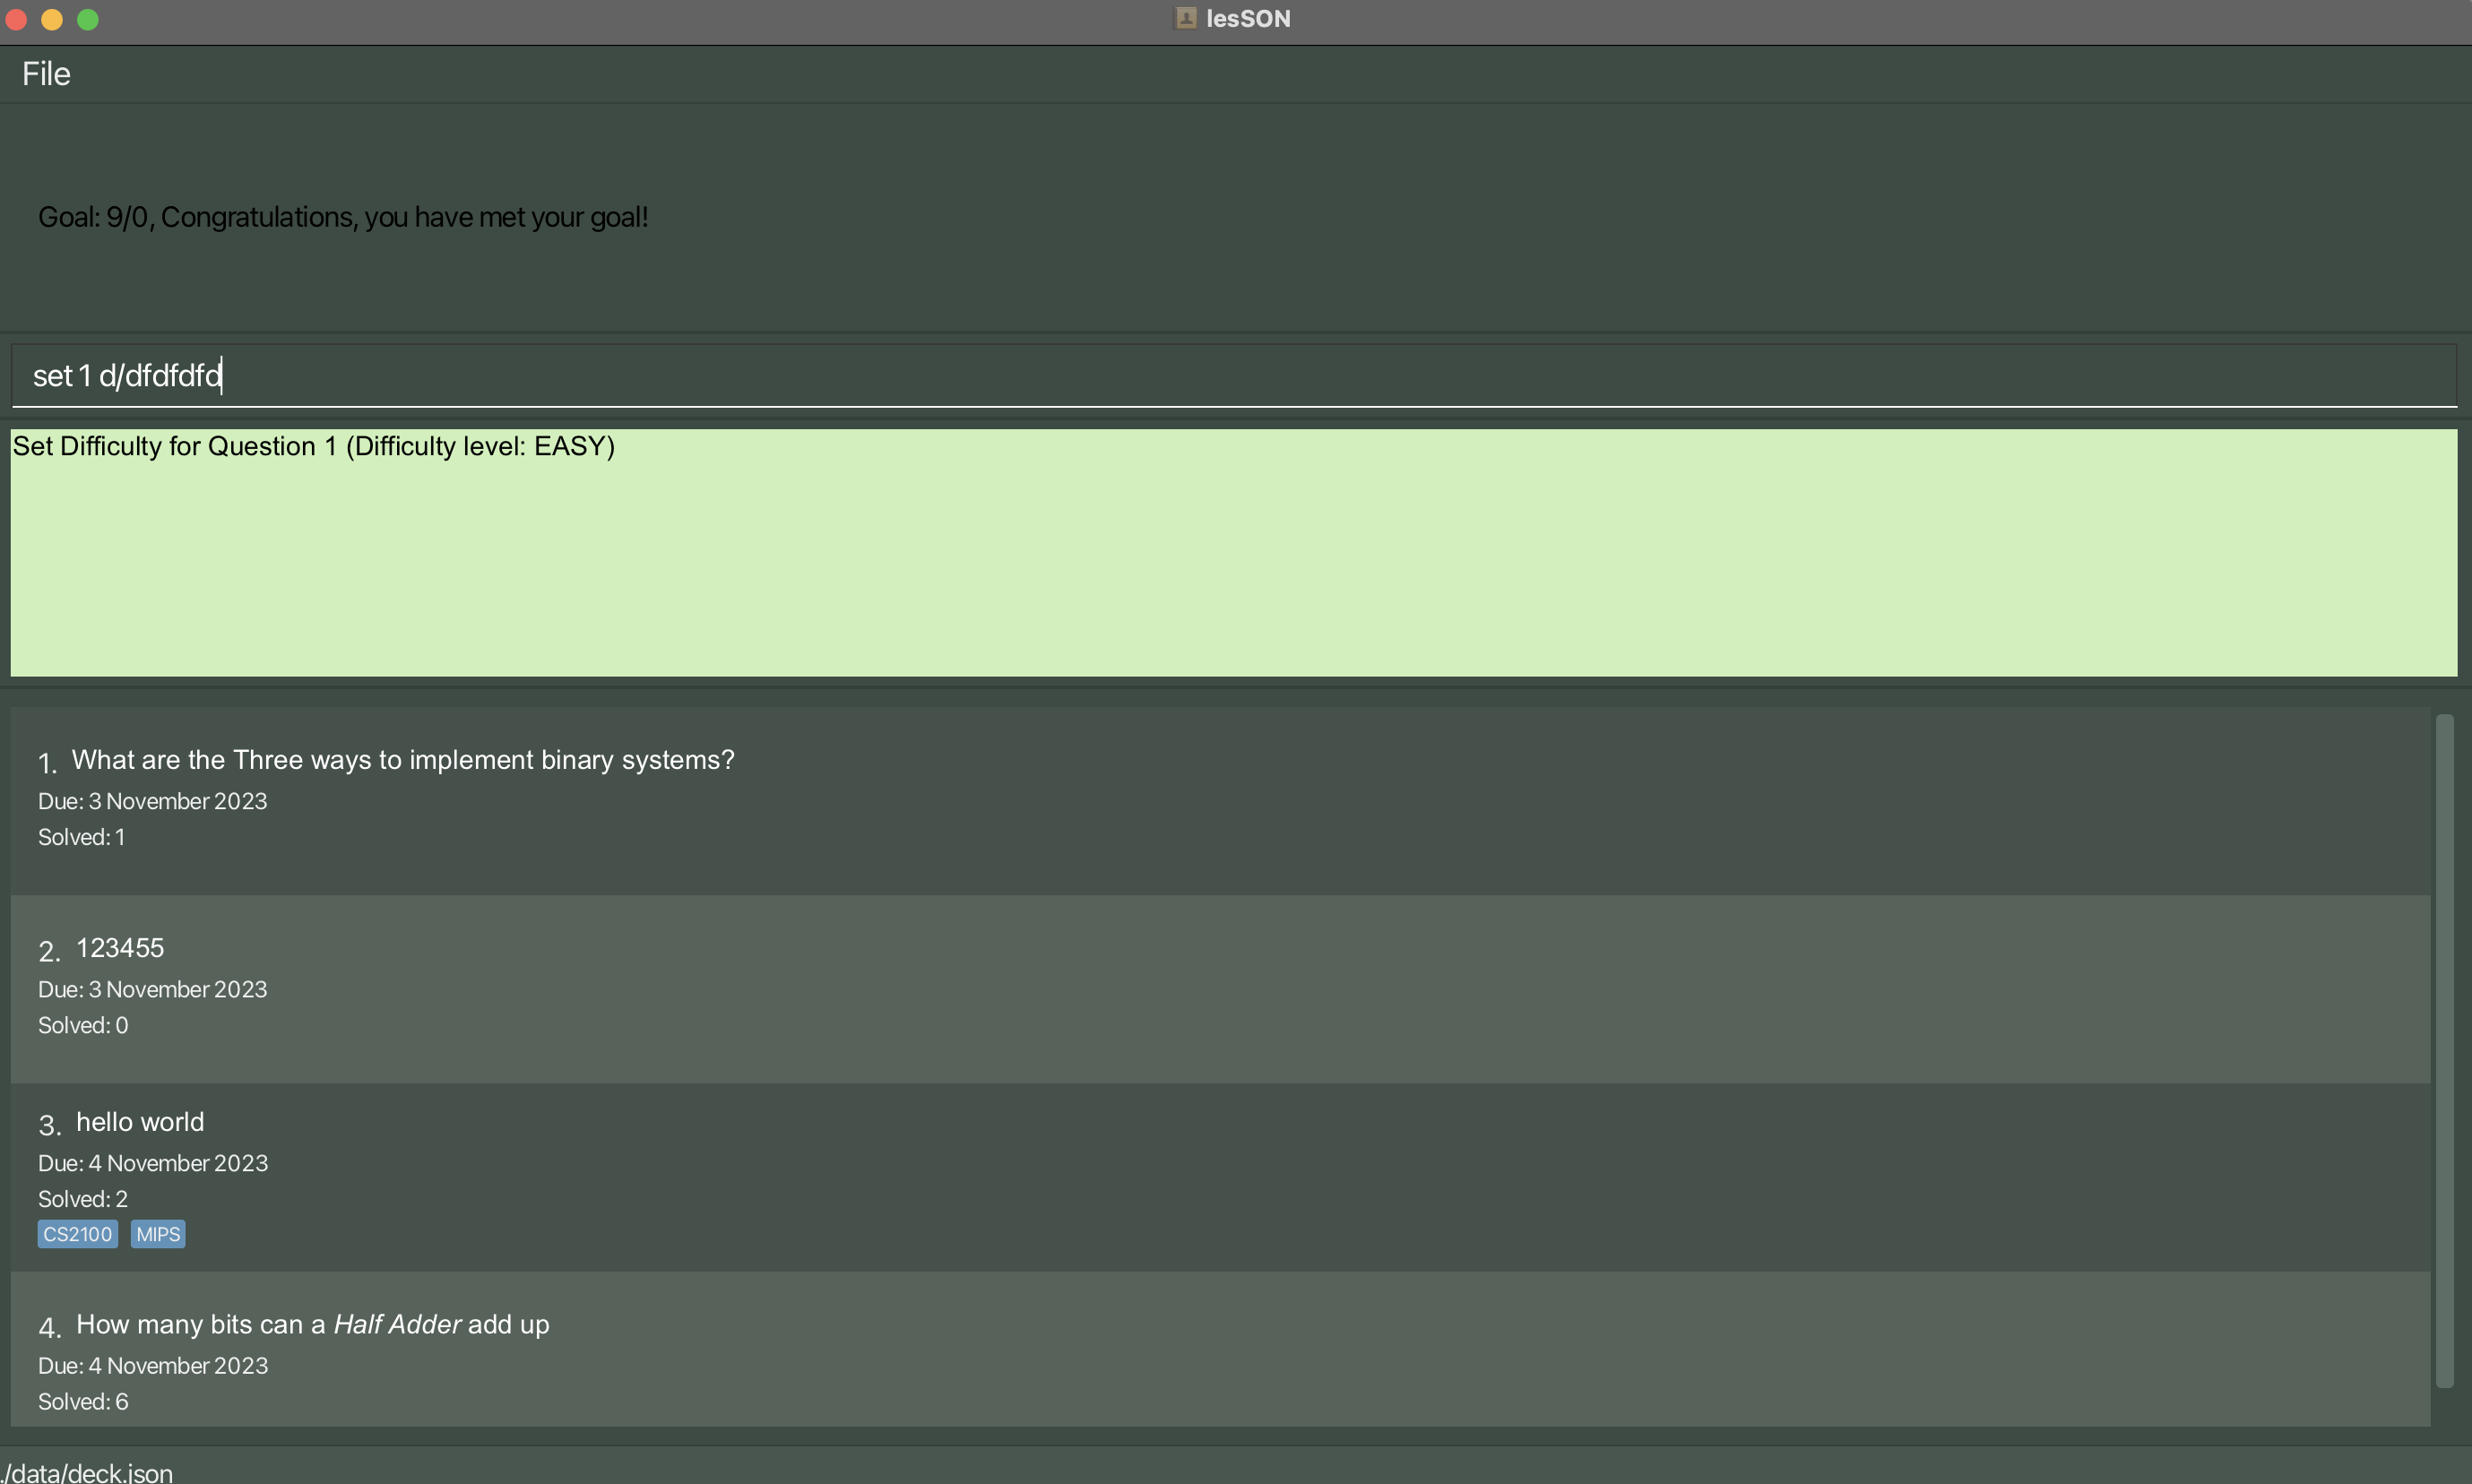 lesSON
File
Goal: 9/0, Congratulations, you have met your goal!
set 1 d/dfdfdfd
Set Difficulty for Question 1 (Difficulty level: EASY)
1. What are the Three ways to implement binary systems?
Due: 3 November 2023
Solved: 1
2. 123455
Due: 3 November 2023
Solved: 0
3. hello world
Due: 4 November 2023
Solved: 2
CS2100 MIPS
4. How many bits can a Half Adder add up
Due: 4 November 2023
Solved: 6
./data/deck.json